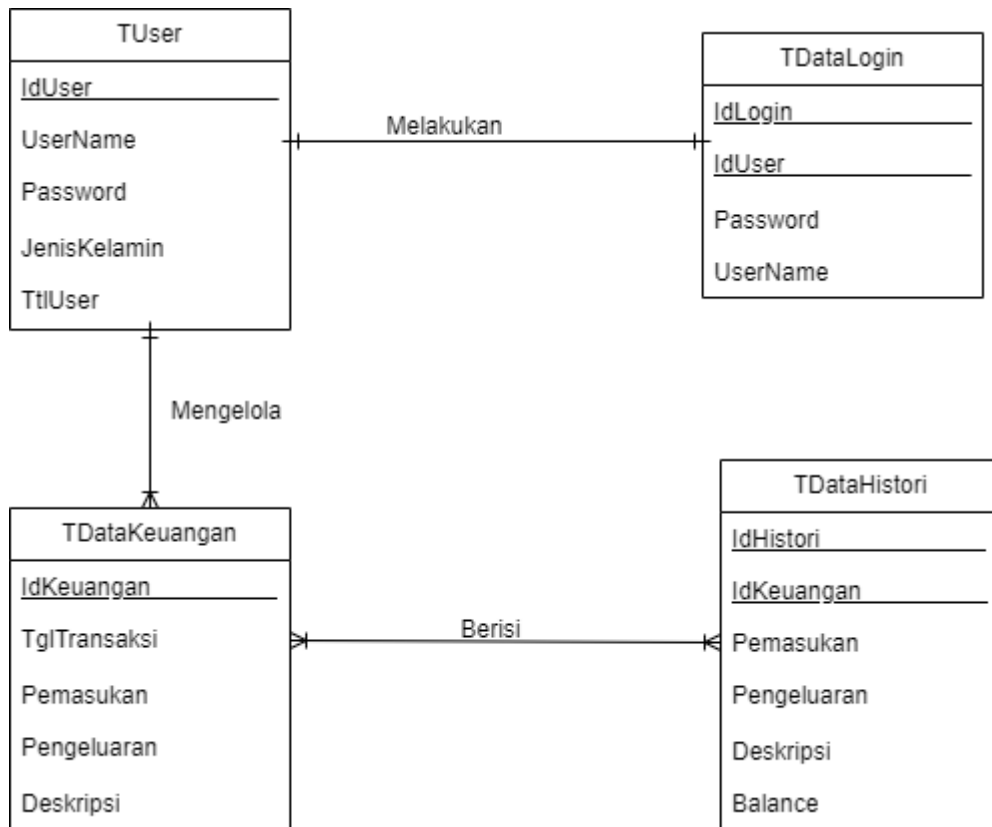 TUser
IdUser
UserName
Password
JenisKelamin
TtlUser
Melakukan
TDataLogin
IdLogin
IdUser
Password
UserName
Mengelola
TDataKeuangan
IdKeuangan
TglTransaksi
Pemasukan
Pengeluaran
Deskripsi
Berisi
TDataHistori
IdHistori
IdKeuangan
Pemasukan
Pengeluaran
Deskripsi
Balance